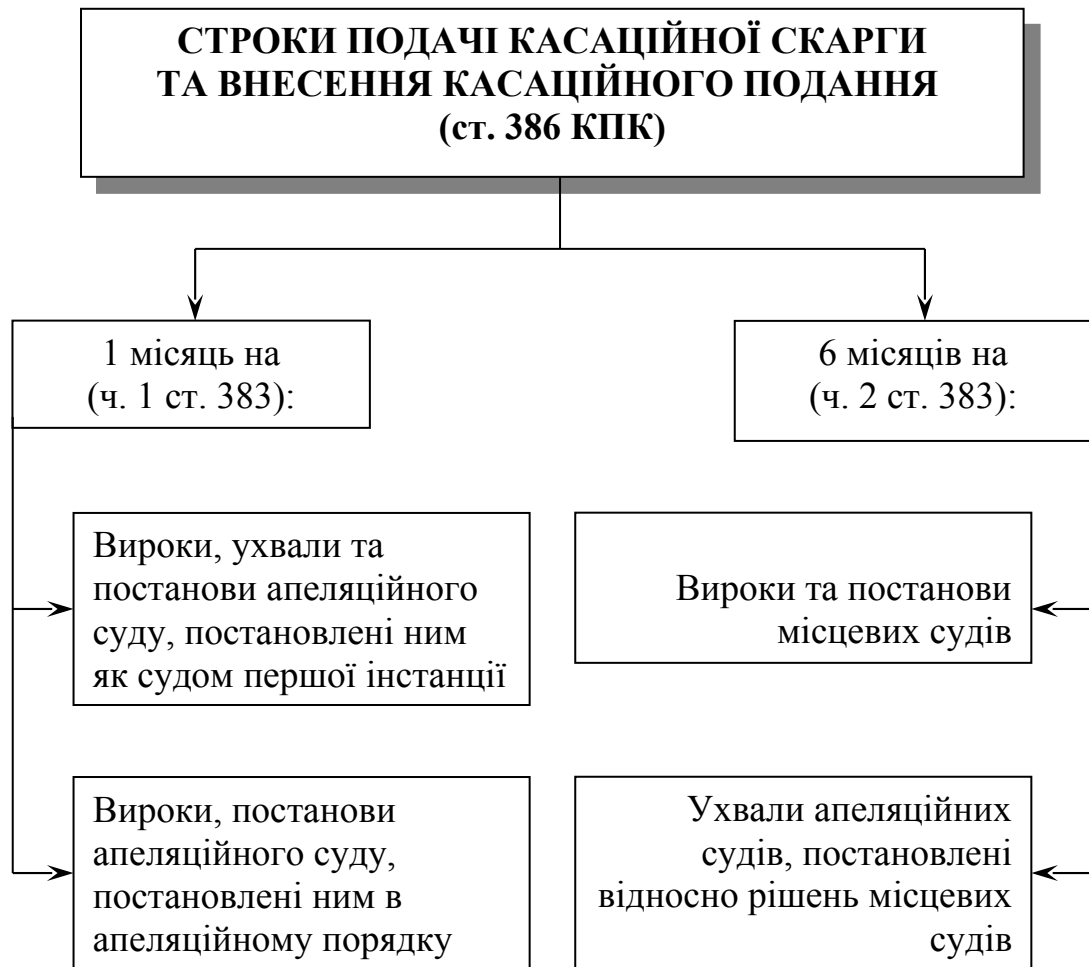 СТРОКИ ПОДАЧІ КАСАЦІЙНОЇ СКАРГИ
ТА ВНЕСЕННЯ КАСАЦІЙНОГО ПОДАННЯ
(ст. 386 КПК)
1 місяць на
(ч. 1 ст. 383):
6 місяців на
(ч. 2 ст. 383):
Вироки, ухвали та
постанови апеляційного
суду, постановлені ним
як судом першої інстанції
Вироки та постанови
місцевих судів
Вироки, постанови
апеляційного суду,
постановлені ним в
апеляційному порядку
Ухвали апеляційних
судів, постановлені
відносно рішень місцевих
судів